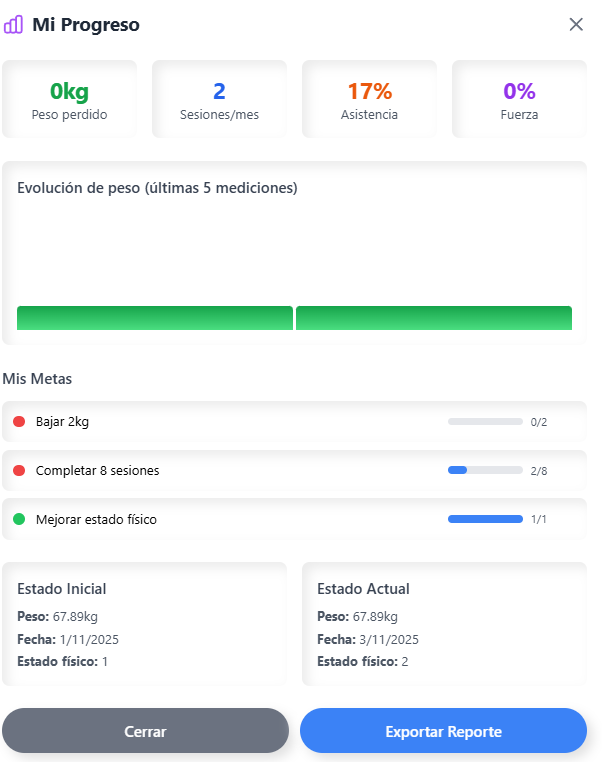 Mi Progreso
0kg
Peso perdido
2
Sesiones/mes
17%
Asistencia
0%
Fuerza
Evolución de peso (últimas 5 mediciones)
Mis Metas
Bajar 2kg
0/2
Completar 8 sesiones
2/8
Mejorar estado físico
1/1
Estado Inicial
Peso: 67.89kg
Fecha: 1/11/2025
Estado físico: 1
Estado Actual
Peso: 67.89kg
Fecha: 3/11/2025
Estado físico: 2
Cerrar
Exportar Reporte